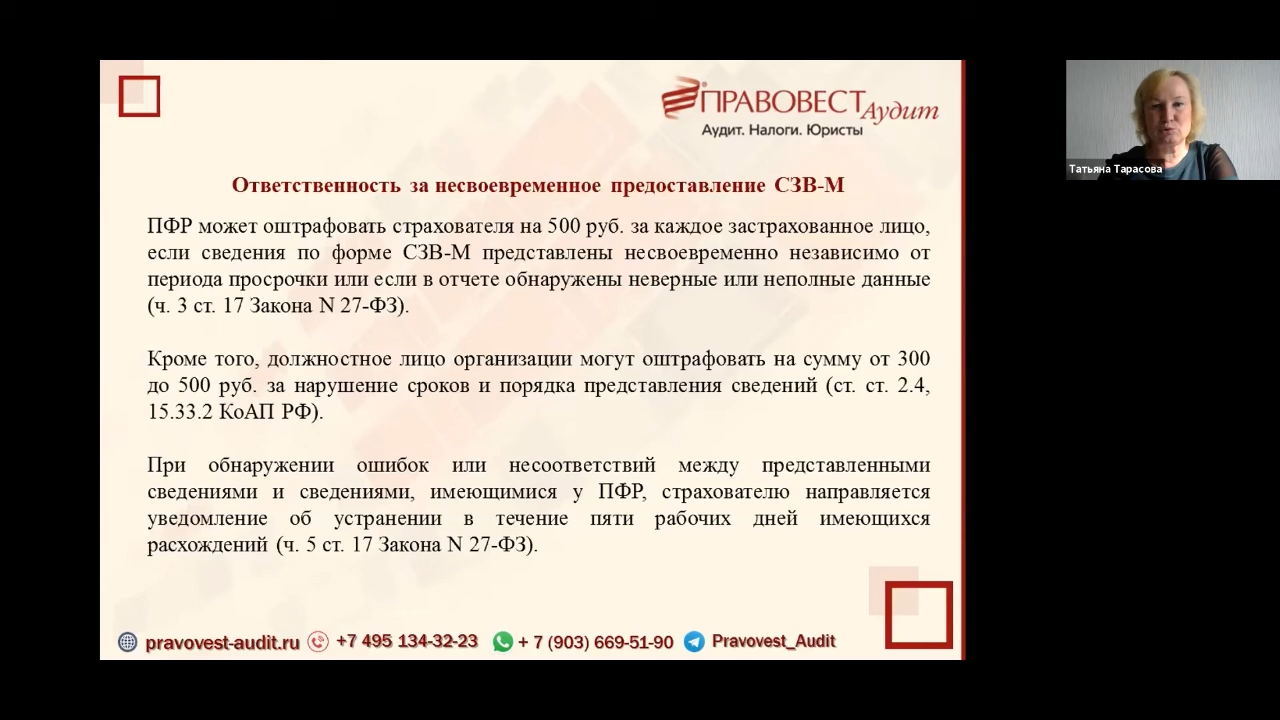 ПРАВОВЕСТ Аудит
Аудит. Налоги. Юристы
Татьяна Тарасова
Ответственность за несвоевременное предоставление СЗВ-М
ПФР может оштрафовать страхователя на 500 руб. за каждое застрахованное лицо,
если сведения по форме СЗВ-М представлены несвоевременно независимо от
периода просрочки или если в отчете обнаружены неверные или неполные данные
(ч. 3 ст. 17 Закона N 27-ФЗ).
Кроме того, должностное лицо организации могут оштрафовать на сумму от 300
до 500 руб. за нарушение сроков и порядка представления сведений (ст. ст. 2.4,
15.33.2 КоАП РФ).
При обнаружении ошибок или несоответствий между представленными
сведениями и сведениями, имеющимися у ПФР, страхователю направляется
уведомление об устранении в течение пяти рабочих дней имеющихся
расхождений (ч. 5 ст. 17 Закона N 27-ФЗ).
pravovest-audit.ru +7 495 134-32-23 + 7 (903) 669-51-90 Pravovest_Audit